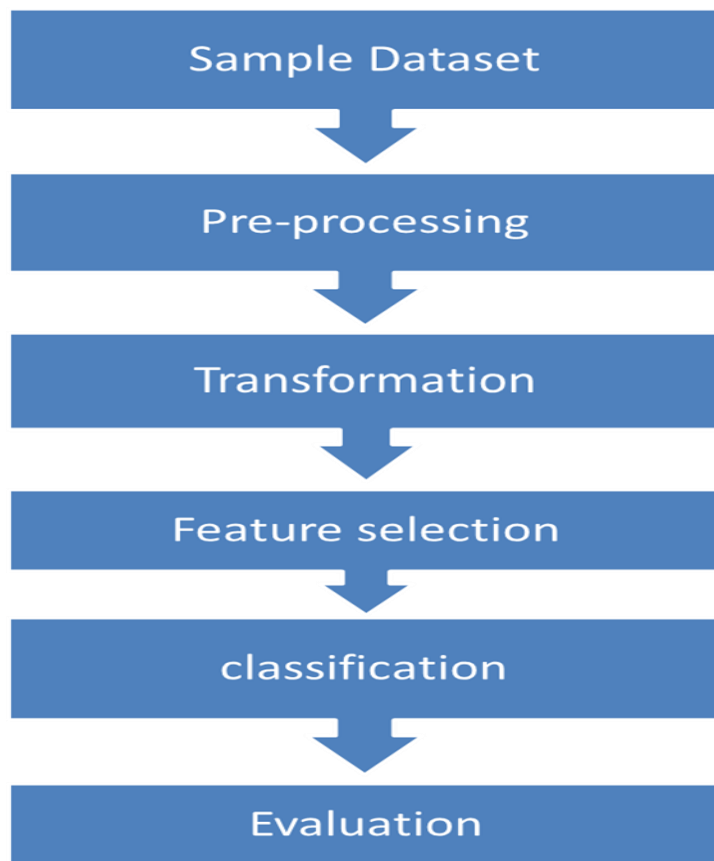 Sample Dataset
Pre-processing
Transformation
Feature selection
classification
Evaluation